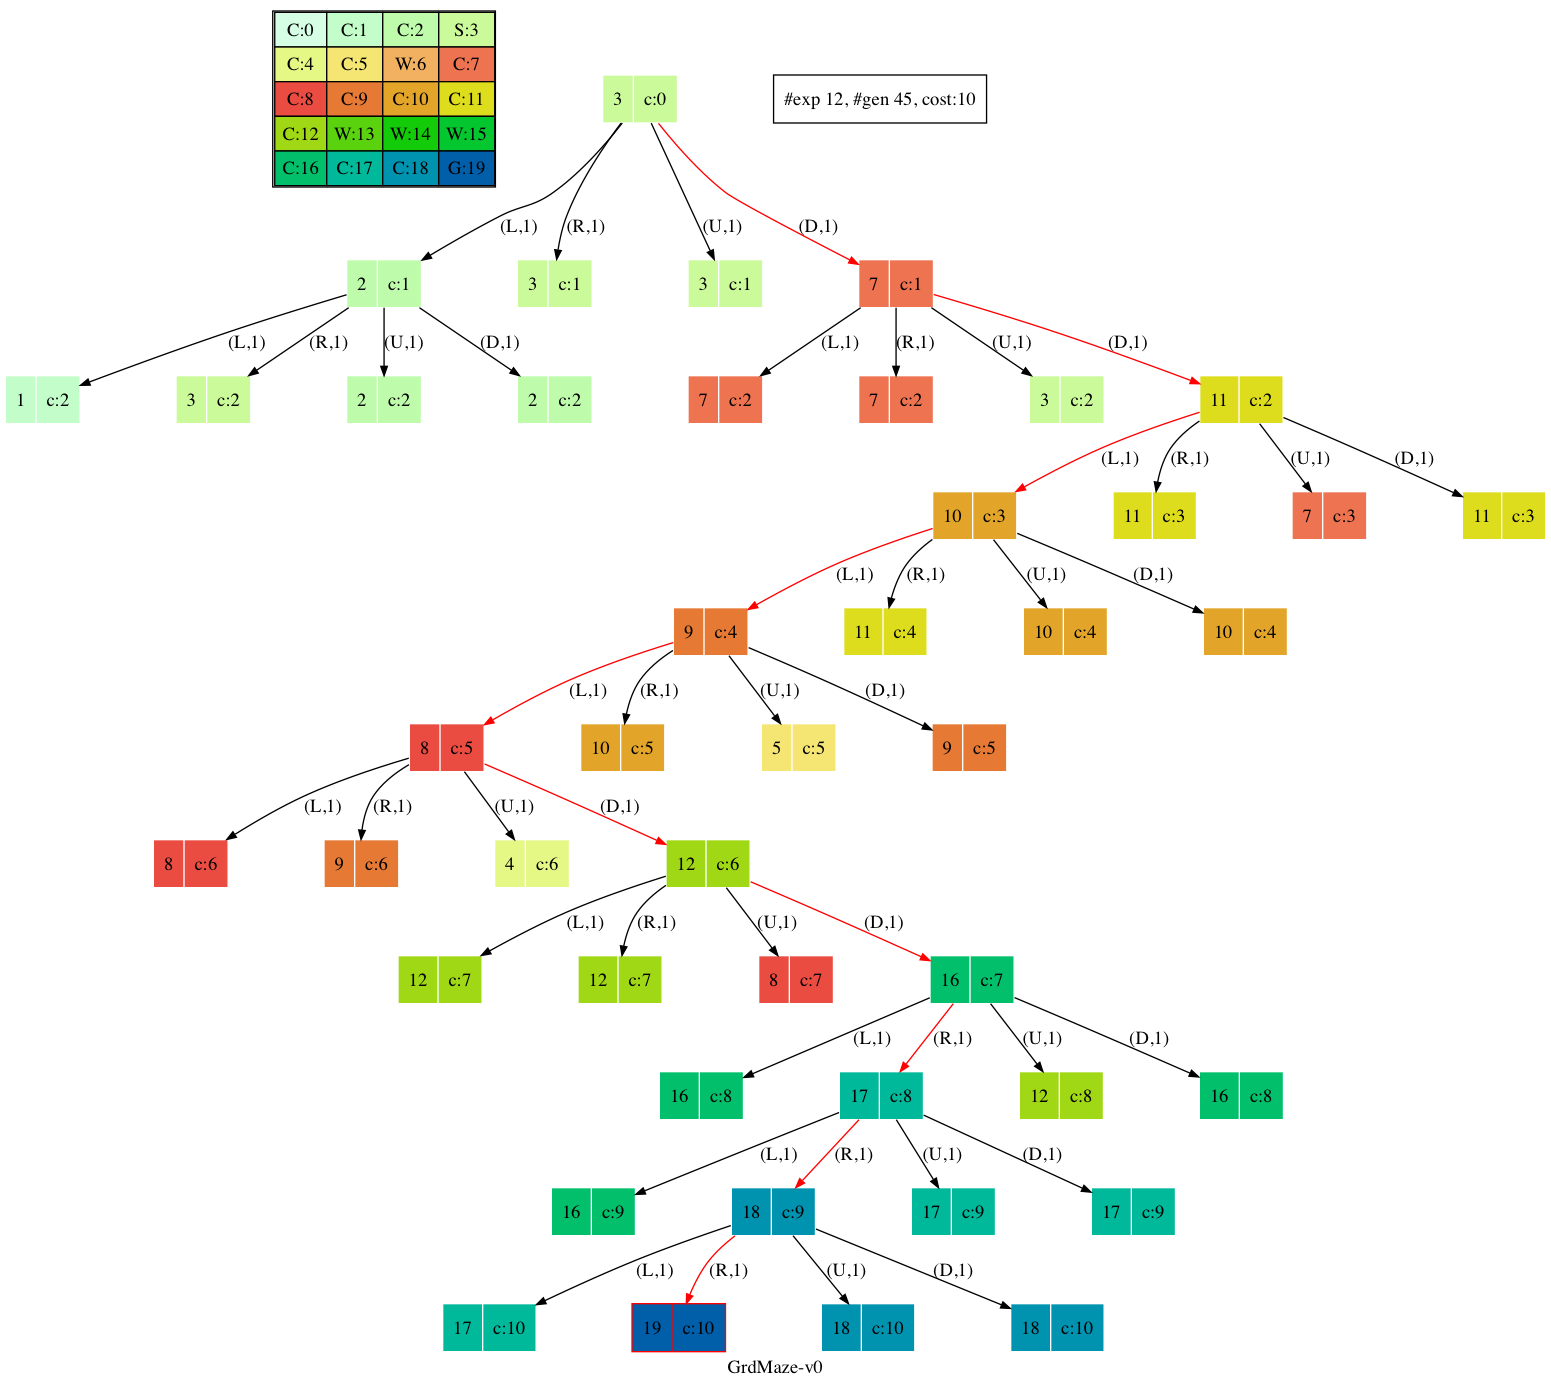 C:0 C:1 C:2 S:3
C:4 C:5 W:6 C:7
C:8 C:9 C:10 C:11
C:12 W:13 W:14 W:15
C:16 C:17 C:18 G:19
3 c:0
#exp 12, #gen 45, cost:10
(L,1) (R,1) (U,1) (D,1)
2 c:1 3 c:1 3 c:1 7 c:1
(L,1) (R,1) (U,1) (D,1) (L,1) (R,1) (U,1) (D,1)
1 c:2 3 c:2 2 c:2 2 c:2 7 c:2 7 c:2 3 c:2 11 c:2
(L,1) (R,1) (U,1) (D,1)
10 c:3 11 c:3 7 c:3 11 c:3
(L,1) (R,1) (U,1) (D,1)
9 c:4 11 c:4 10 c:4 10 c:4
(L,1) (R,1) (U,1) (D,1)
8 c:5 10 c:5 5 c:5 9 c:5
(L,1) (R,1) (U,1) (D,1)
8 c:6 9 c:6 4 c:6 12 c:6
(L,1) (R,1) (U,1) (D,1)
12 c:7 12 c:7 8 c:7 16 c:7
(L,1) (R,1) (U,1) (D,1)
16 c:8 17 c:8 12 c:8 16 c:8
(L,1) (R,1) (U,1) (D,1)
16 c:9 18 c:9 17 c:9 17 c:9
(L,1) (R,1) (U,1) (D,1)
17 c:10 19 c:10 18 c:10 18 c:10
GrdMaze-v0